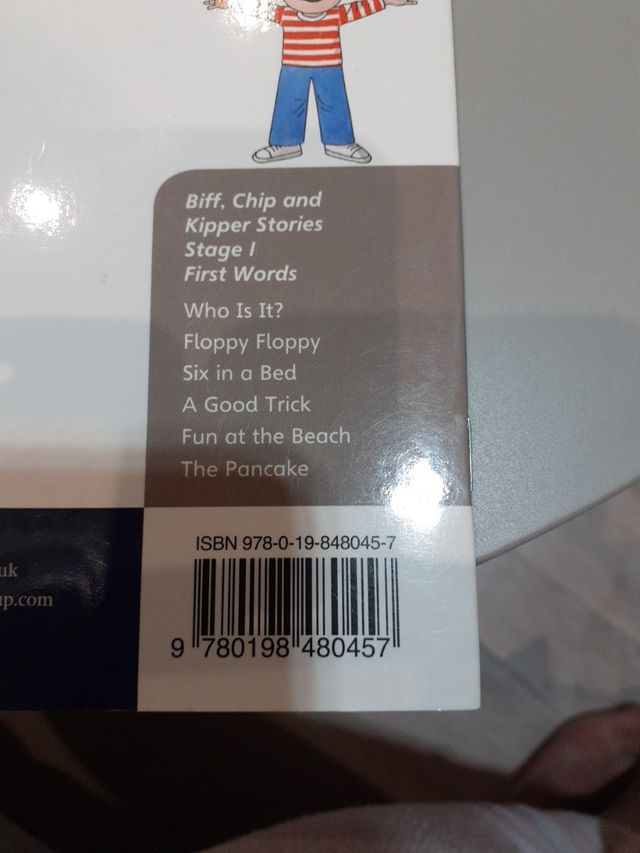 Biff, Chip and
Kipper Stories
Stage 1
First Words
Who Is It?
Floppy Floppy
Six in a Bed
A Good Trick
Fun at the Beach
The Pancake
ISBN 978-0-19-848045-7
uk
p.com
9 780198 480457